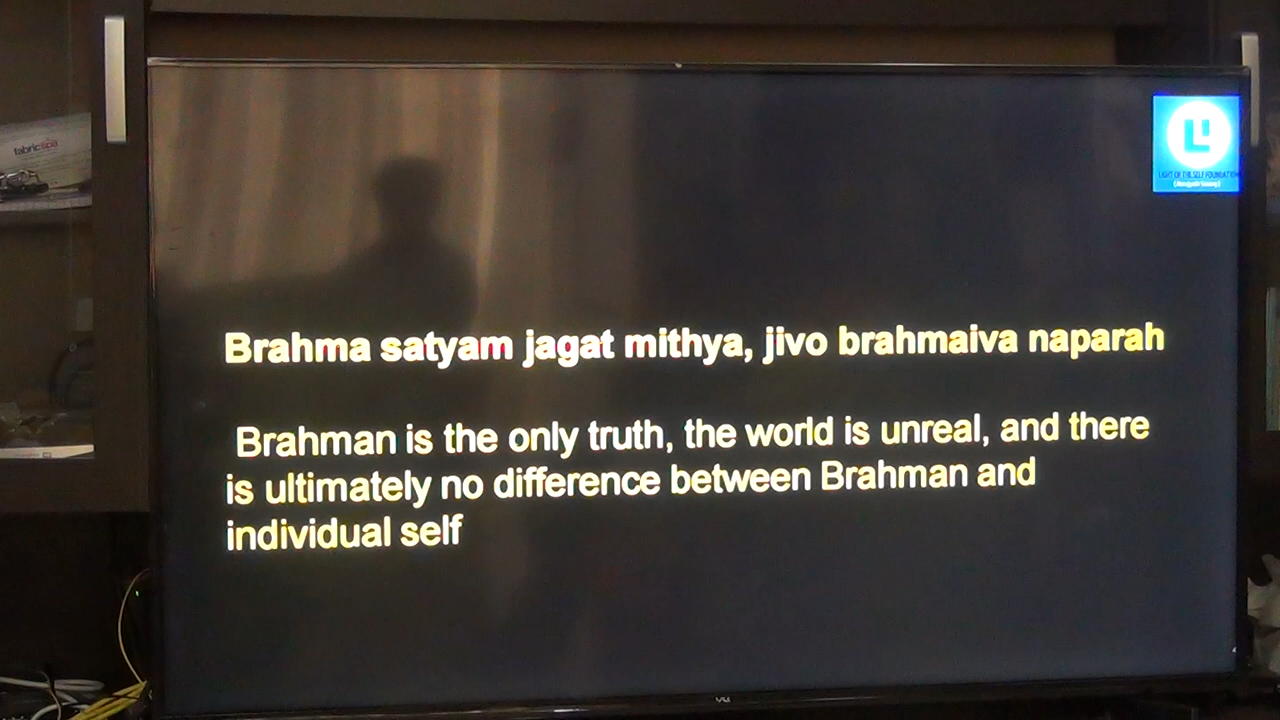 fabricspa
LIGHT OF THE SELF FOUNDATION
Brahma satyam jagat mithya, jivo brahmaiva naparah
Brahman is the only truth, the world is unreal, and there
is ultimately no difference between Brahman and
individual self